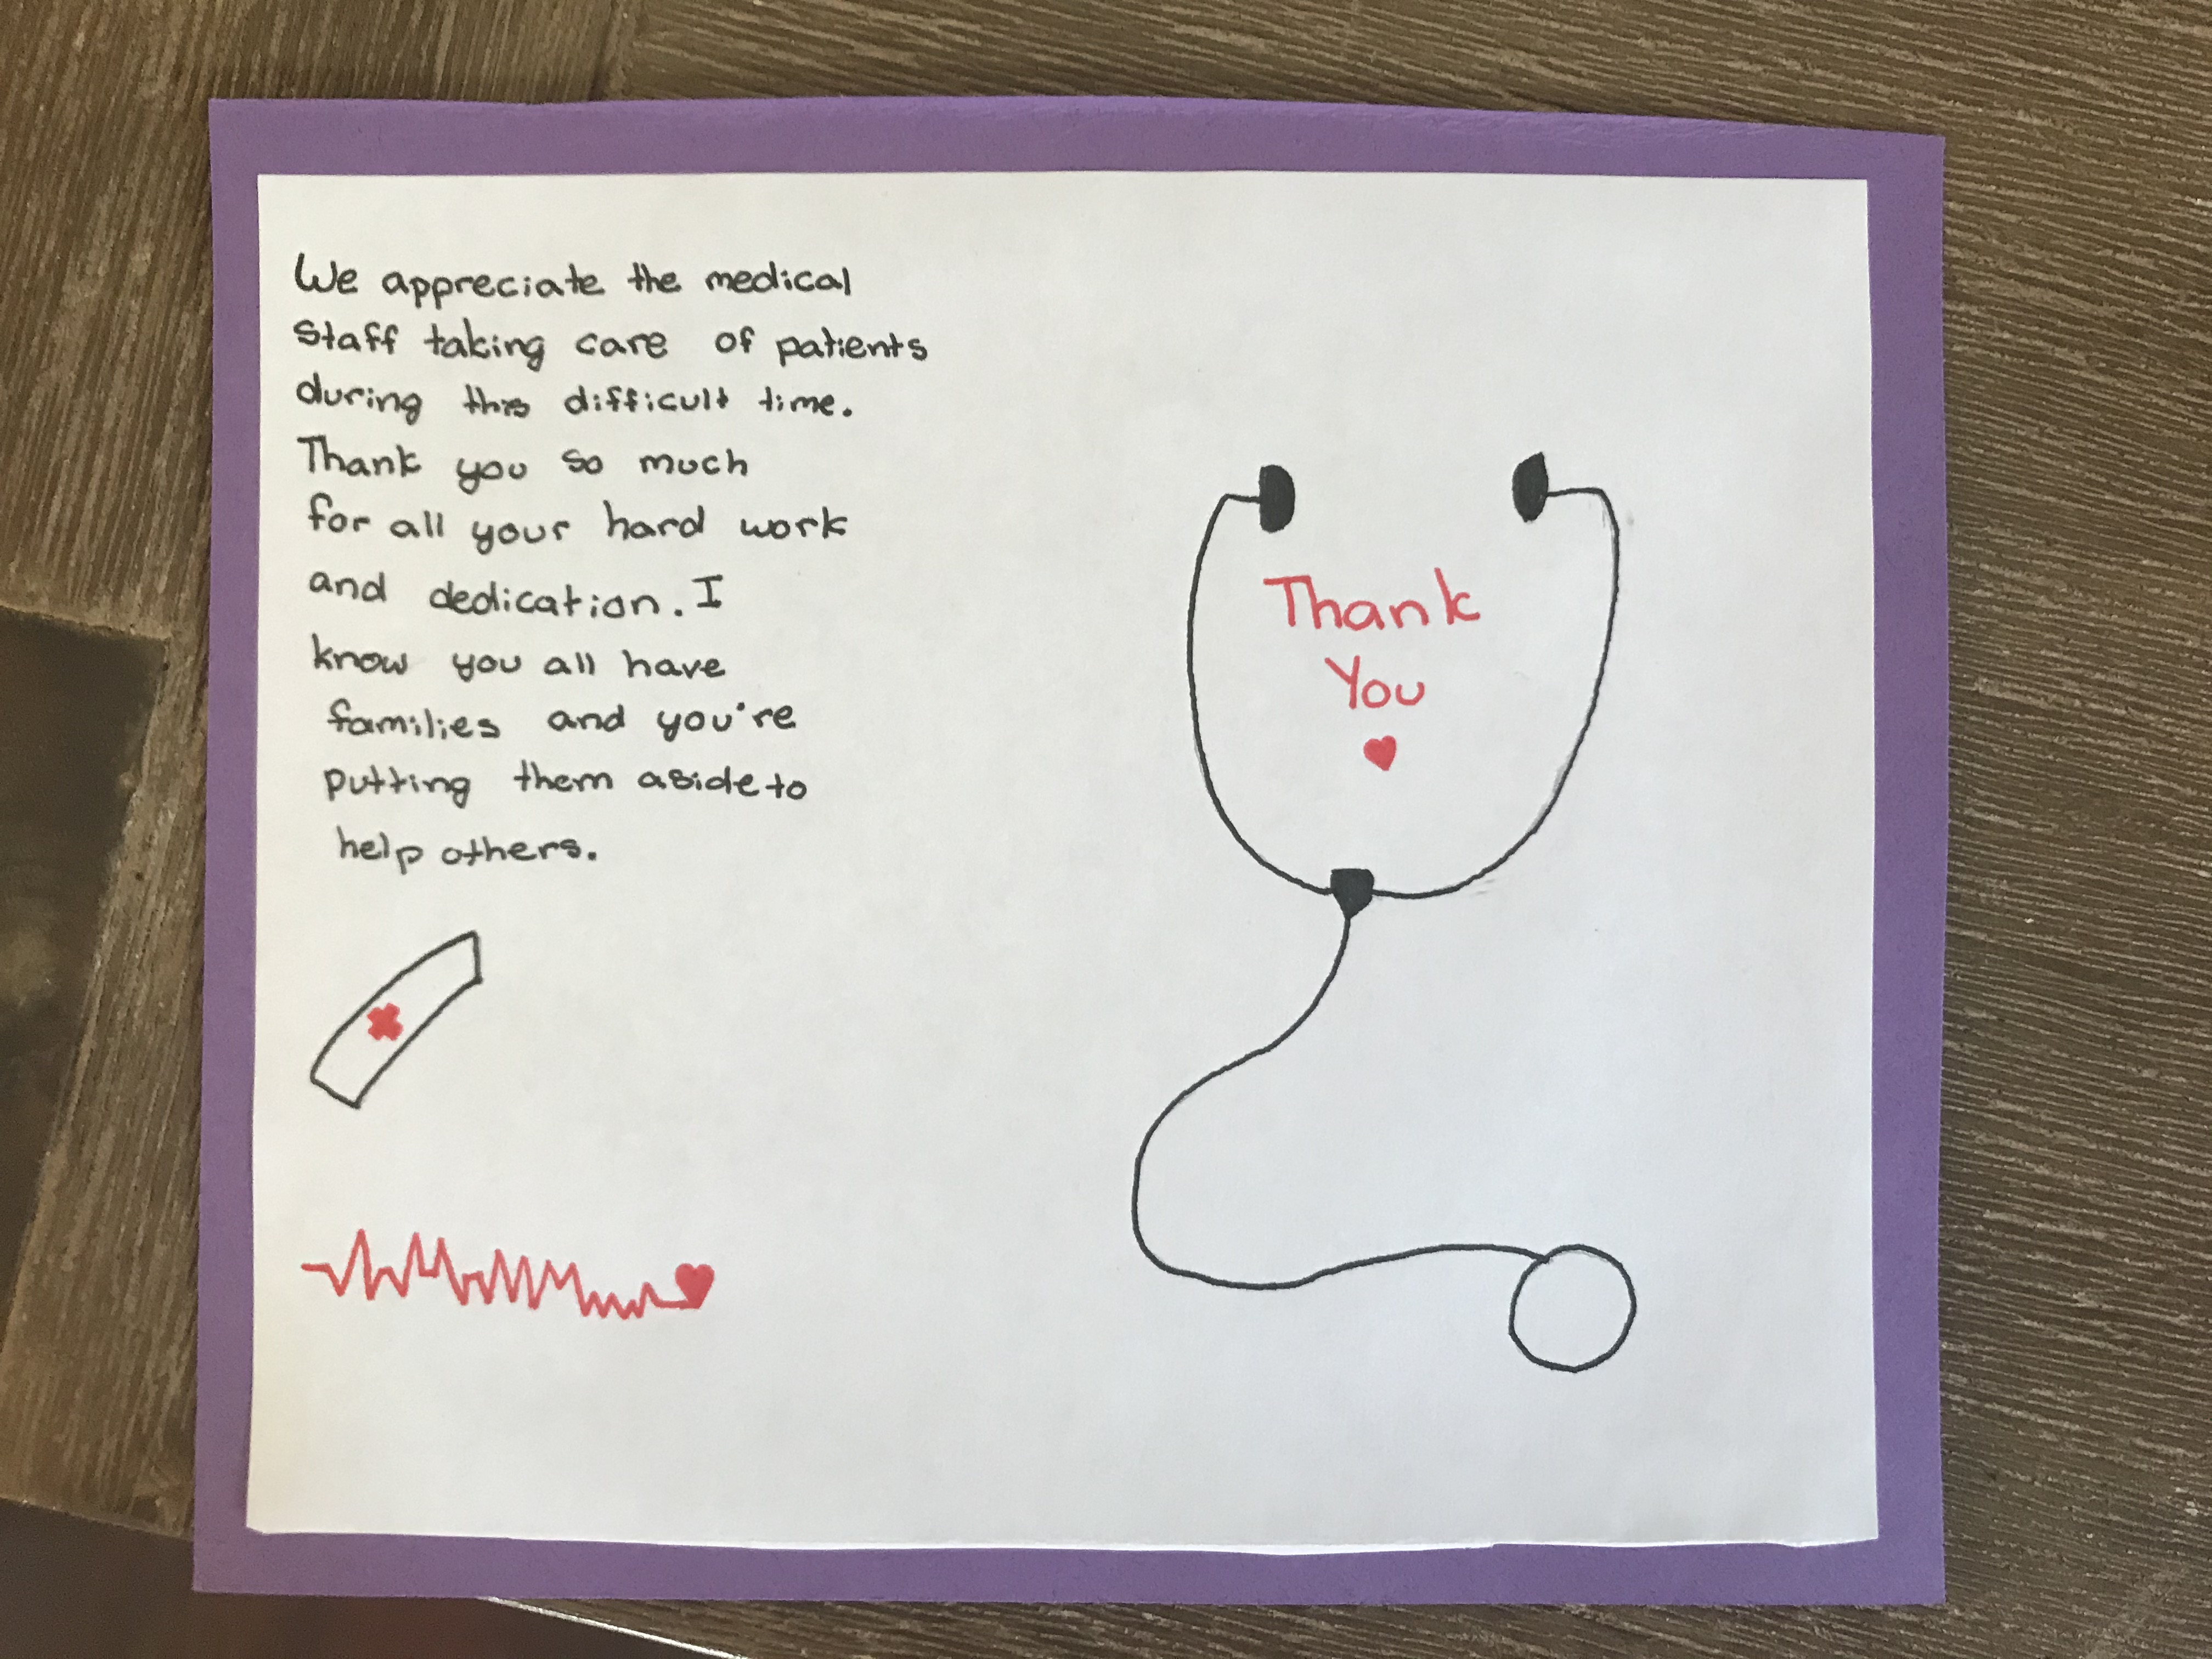 We appreciate the medical
staff taking care of patients
during this difficult time.
Thank you so much
for all your hard work
and dedication. I
know you all have
families and you're
putting them aside to
help others.
Thank
You